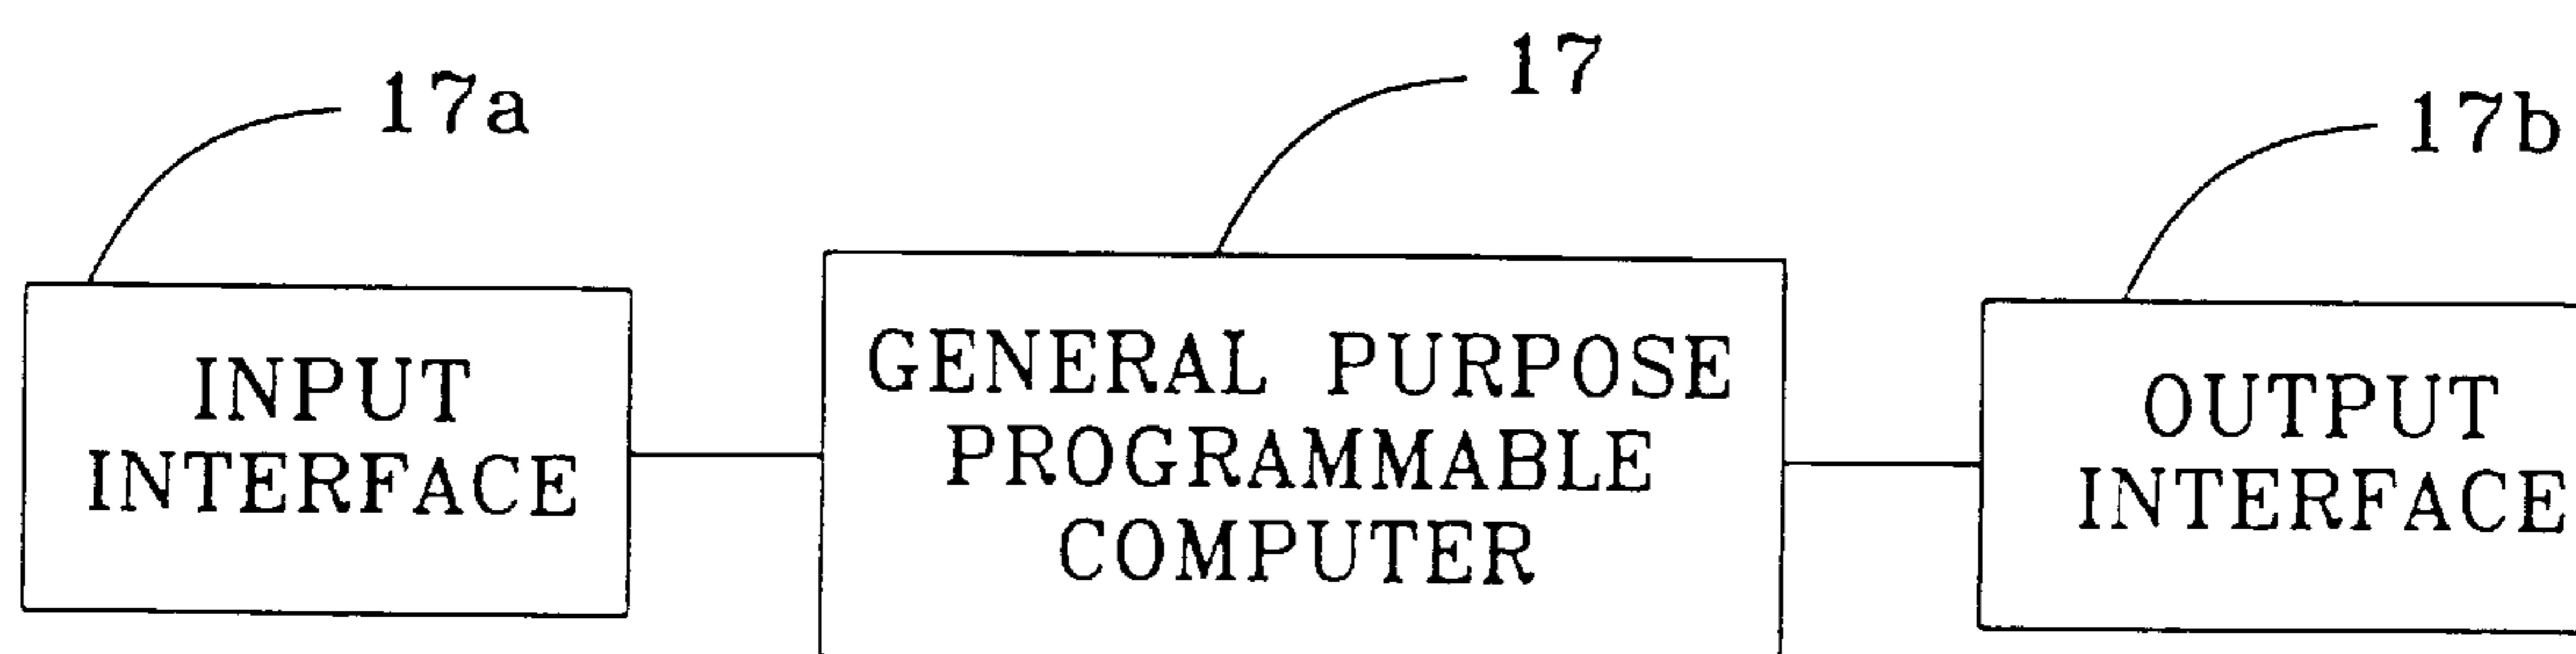 17a
17
17b
INPUT
INTERFACE
GENERAL PURPOSE
PROGRAMMABLE
COMPUTER
OUTPUT
INTERFACE